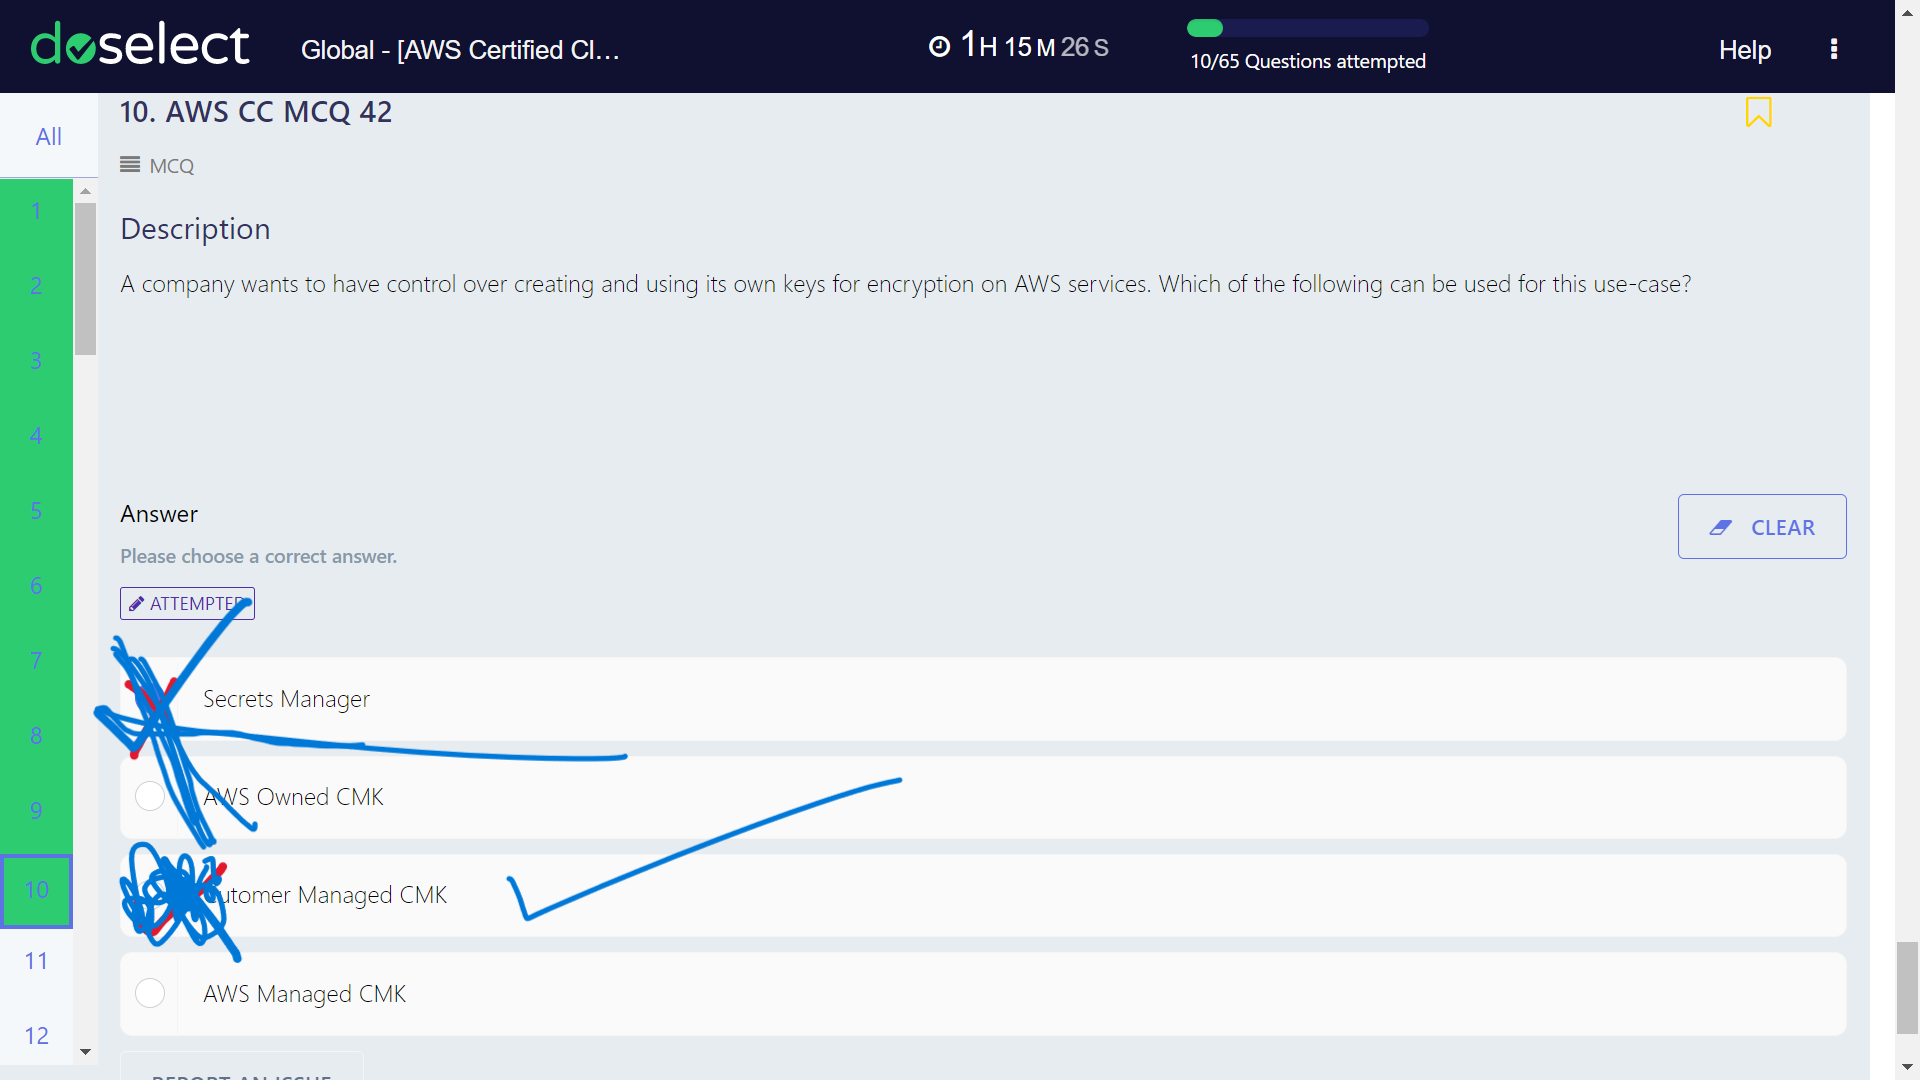 doselect
Global - [AWS Certified Cl...
1H 15M 26S
10/65 Questions attempted
Help
All
1
2
3
4
5
6
7
8
9
10
11
12
10. AWS CC MCQ 42
MCQ
Description
A company wants to have control over creating and using its own keys for encryption on AWS services. Which of the following can be used for this use-case?
Answer
CLEAR
Please choose a correct answer.
ATTEMPTED
Secrets Manager
AWS Owned CMK
Cutomer Managed CMK
AWS Managed CMK
REPORT AN ISSUE